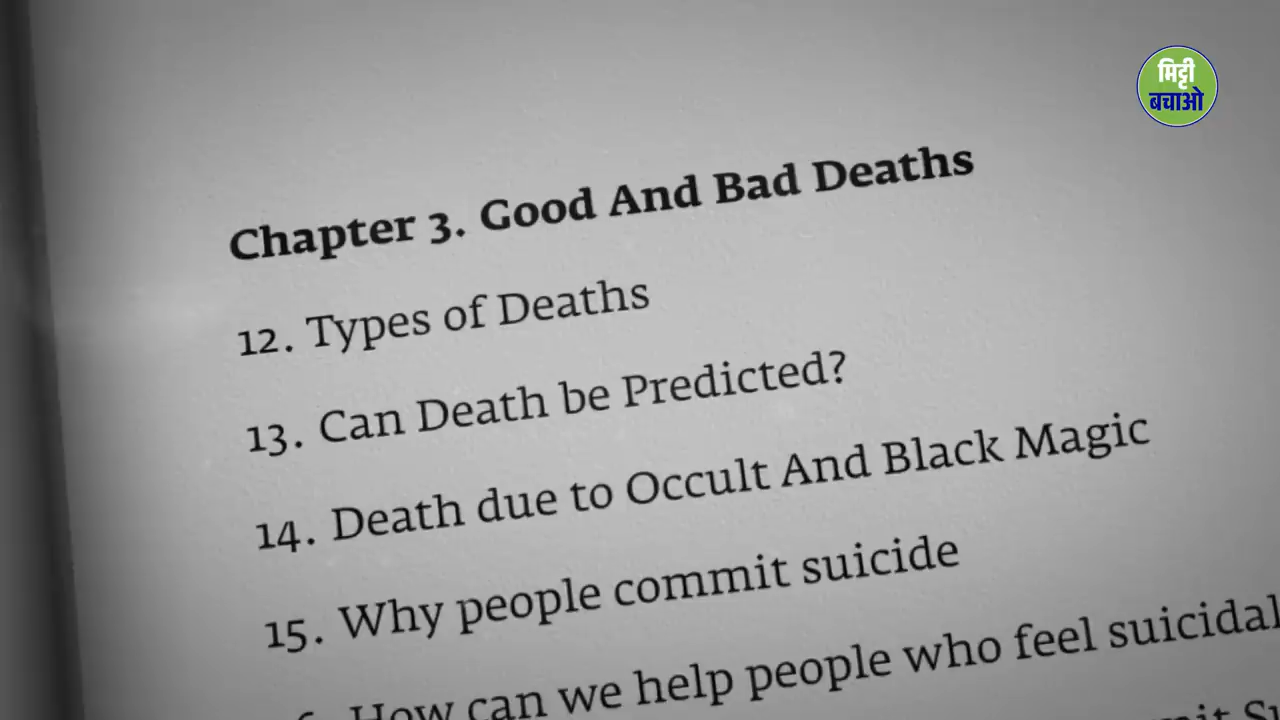 मिट्टी
बचाओ
Chapter 3. Good And Bad Deaths
12. Types of Deaths
13. Can Death be Predicted?
14. Death due to Occult And Black Magic
15. Why people commit suicide
How can we help people who feel suicidal